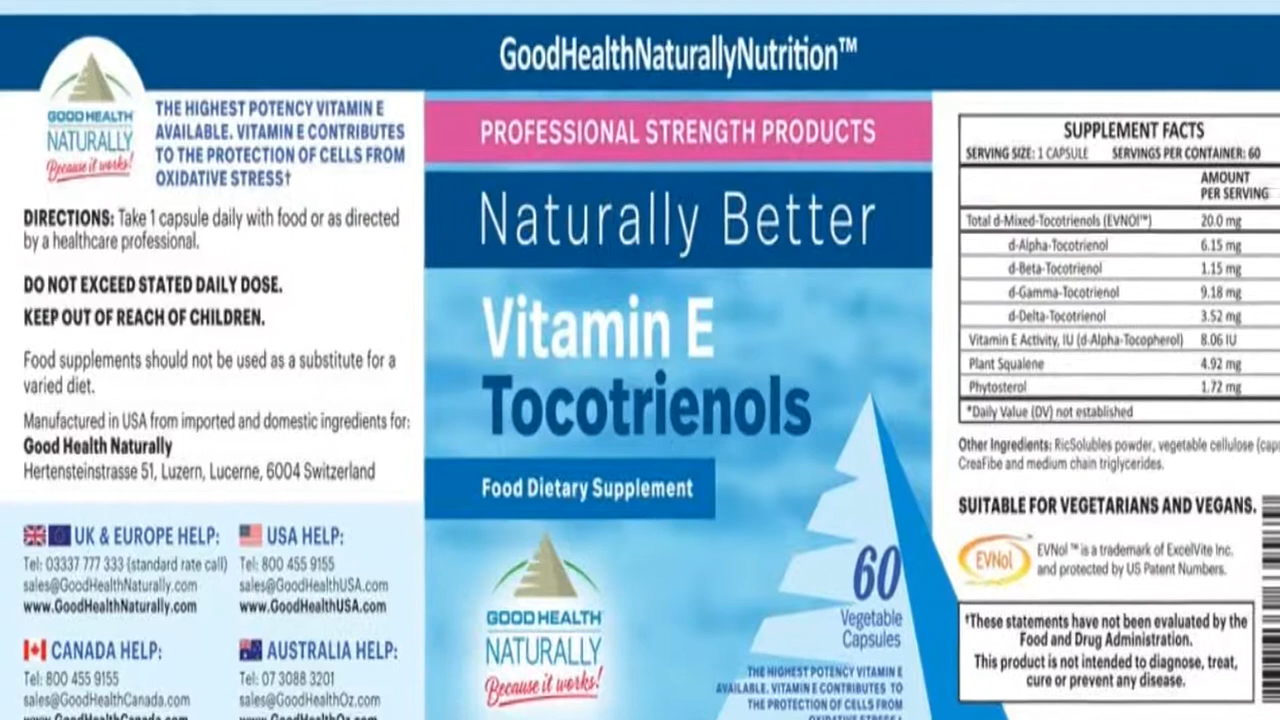 GoodHealthNaturallyNutrition™
GOOD HEALTH
NATURALLY
Because it works!
THE HIGHEST POTENCY VITAMIN E
AVAILABLE. VITAMIN E CONTRIBUTES
TO THE PROTECTION OF CELLS FROM
OXIDATIVE STRESS†
DIRECTIONS: Take 1 capsule daily with food or as directed
by a healthcare professional.
DO NOT EXCEED STATED DAILY DOSE.
KEEP OUT OF REACH OF CHILDREN.
Food supplements should not be used as a substitute for a
varied diet.
Manufactured in USA from imported and domestic ingredients for:
Good Health Naturally
Hertensteinstrasse 51, Luzern, Lucerne, 6004 Switzerland
UK & EUROPE HELP:
Tel: 03337 777 333 (standard rate call)
sales@GoodHealthNaturally.com
www.GoodHealthNaturally.com
USA HELP:
Tel: 800 455 9155
sales@GoodHealthUSA.com
www.GoodHealthUSA.com
CANADA HELP:
Tel: 800 455 9155
sales@GoodHealthCanada.com
www.GoodHealthCanada.com
AUSTRALIA HELP:
Tel: 07 3088 3201
sales@GoodHealthOz.com
www.GoodHealthOz.com
PROFESSIONAL STRENGTH PRODUCTS
Naturally Better
Vitamin E
Tocotrienols
Food Dietary Supplement
GOOD HEALTH
NATURALLY
Because it works!
60
Vegetable
Capsules
THE HIGHEST POTENCY VITAMIN E
AVAILABLE. VITAMIN E CONTRIBUTES TO
THE PROTECTION OF CELLS FROM
OXIDATIVE STRESS†
SUPPLEMENT FACTS
SERVING SIZE: 1 CAPSULE SERVINGS PER CONTAINER: 60
AMOUNT
PER SERVING
Total d-Mixed-Tocotrienols (EVNOl™) 20.0 mg
d-Alpha-Tocotrienol 6.15 mg
d-Beta-Tocotrienol 1.15 mg
d-Gamma-Tocotrienol 9.18 mg
d-Delta-Tocotrienol 3.52 mg
Vitamin E Activity, IU (d-Alpha-Tocopherol) 8.06 IU
Plant Squalene 4.92 mg
Phytosterol 1.72 mg
*Daily Value (DV) not established
Other Ingredients: RicSolubles powder, vegetable cellulose
CreaFibe and medium chain triglycerides.
SUITABLE FOR VEGETARIANS AND VEGANS.
EVNol
EVNol ™ is a trademark of ExcelVite Inc.
and protected by US Patent Numbers.
†These statements have not been evaluated by the
Food and Drug Administration.
This product is not intended to diagnose, treat,
cure or prevent any disease.